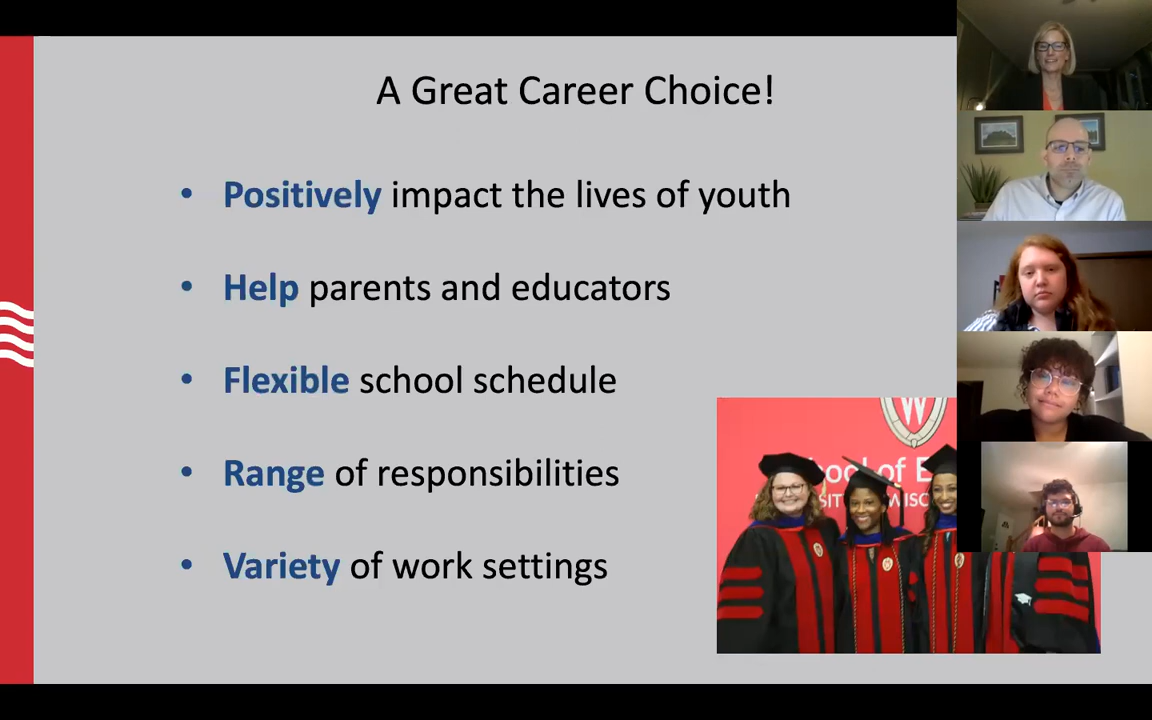 A Great Career Choice!
• Positively impact the lives of youth
• Help parents and educators
• Flexible school schedule
• Range of responsibilities
• Variety of work settings
W
of